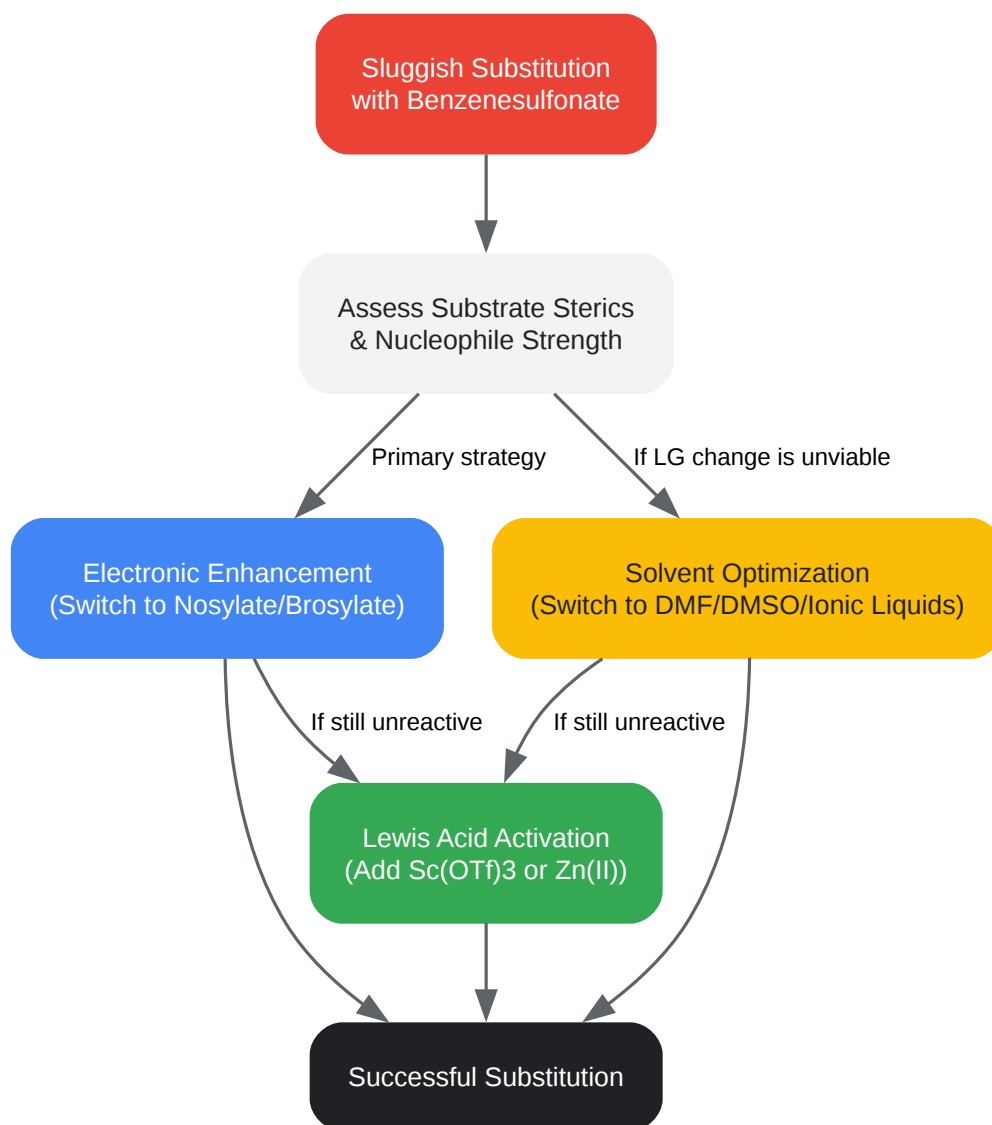 Sluggish Substitution
with Benzenesulfonate
Assess Substrate Sterics
& Nucleophile Strength
Primary strategy
If LG change is unviable
Electronic Enhancement
(Switch to Nosylate/Brosylate)
Solvent Optimization
(Switch to DMF/DMSO/Ionic Liquids)
If still unreactive
If still unreactive
Lewis Acid Activation
(Add Sc(OTf)3 or Zn(II))
Successful Substitution